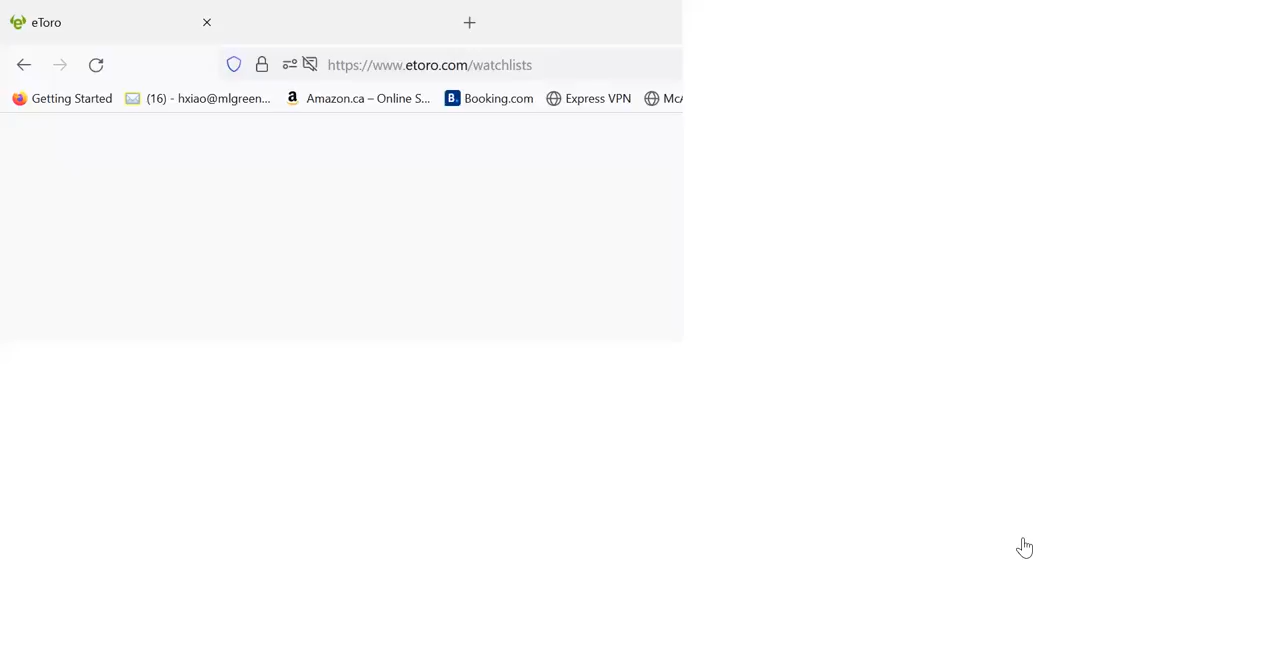 eToro
https://www.etoro.com/watchlists
Getting Started (16) - hxiao@mlgreen... Amazon.ca – Online S... B. Booking.com Express VPN